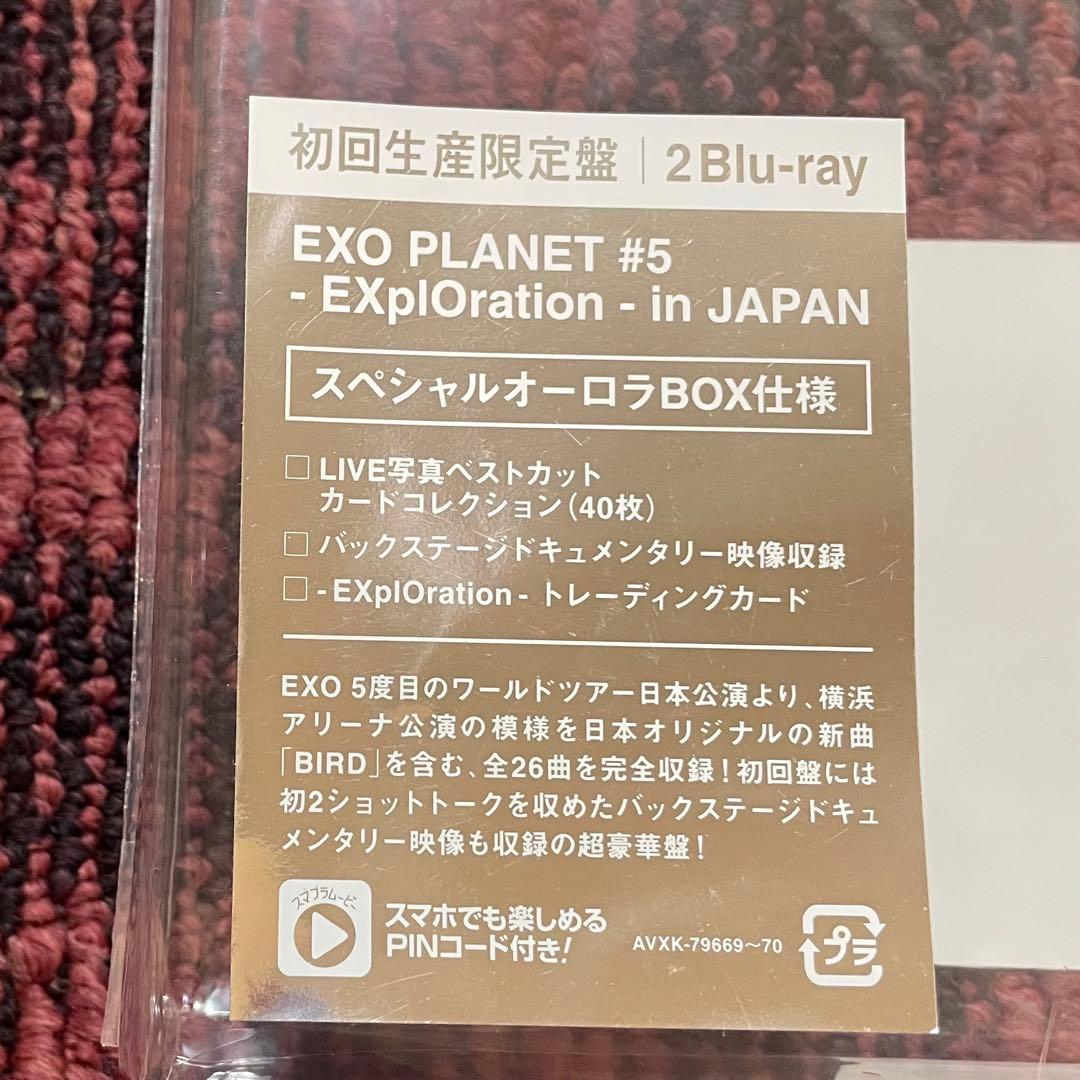 初回生産限定盤｜2Blu-ray
EXO PLANET #5
- EXplOration - in JAPAN
スペシャルオーロラBOX仕様
□ LIVE写真ベストカット
カードコレクション（40枚）
□ バックステージドキュメンタリー映像収録
□ - EXplOration - トレーディングカード
EXO 5度目のワールドツアー日本公演より、横浜
アリーナ公演の模様を日本オリジナルの新曲
「BIRD」を含む、全26曲を完全収録！初回盤には
初2ショットトークを収めたバックステージドキュ
メンタリー映像も収録の超豪華盤！
スマプラムービー
スマホでも楽しめる
PINコード付き！
AVXK-79669～70
プラ